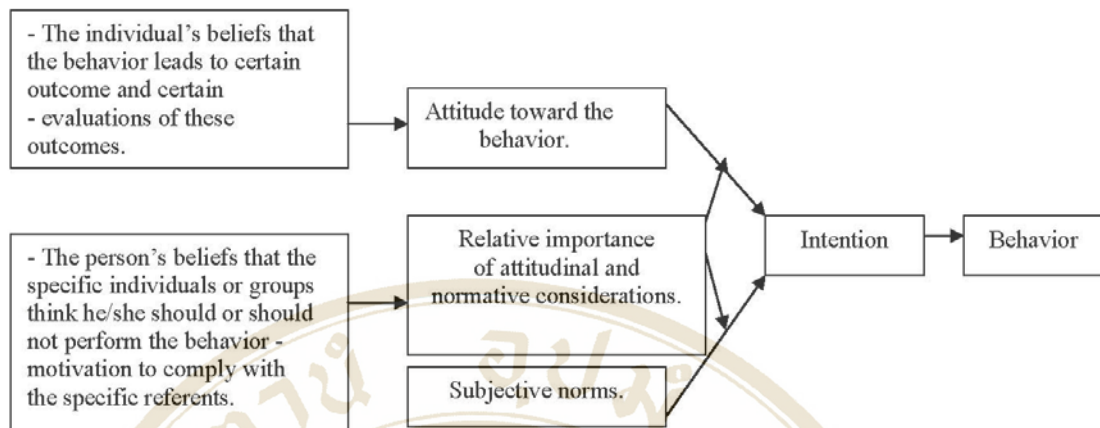 - The individual's beliefs that
the behavior leads to certain
outcome and certain
- evaluations of these
outcomes.
Attitude toward the
behavior.
- The person's beliefs that the
specific individuals or groups
think he/she should or should
not perform the behavior -
motivation to comply with
the specific referents.
Relative importance
of attitudinal and
normative considerations.
Subjective norms.
Intention
Behavior